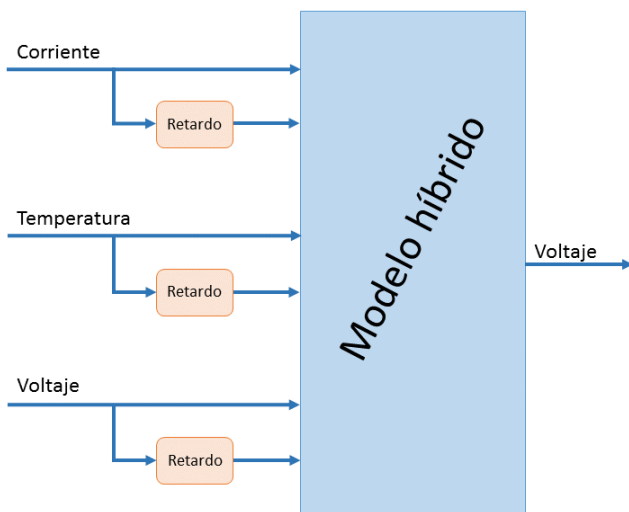 Corriente
Retardo
Temperatura
Retardo
Voltaje
Retardo
Modelo híbrido
Voltaje